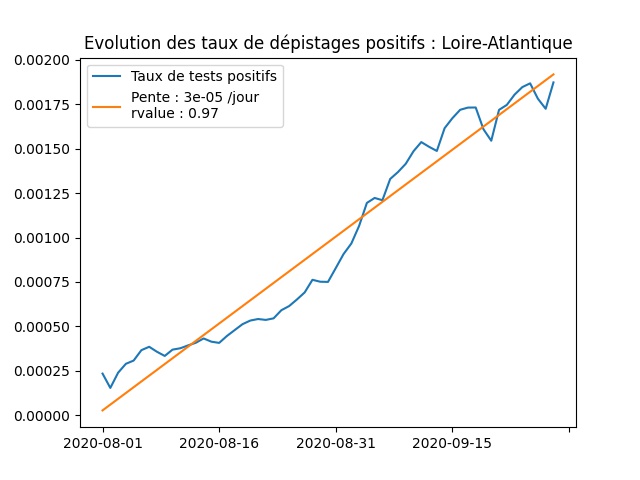 Evolution des taux de dépistages positifs : Loire-Atlantique
Taux de tests positifs
Pente : 3e-05 /jour
rvalue : 0.97
0.00200
0.00175
0.00150
0.00125
0.00100
0.00075
0.00050
0.00025
0.00000
2020-08-01 2020-08-16 2020-08-31 2020-09-15